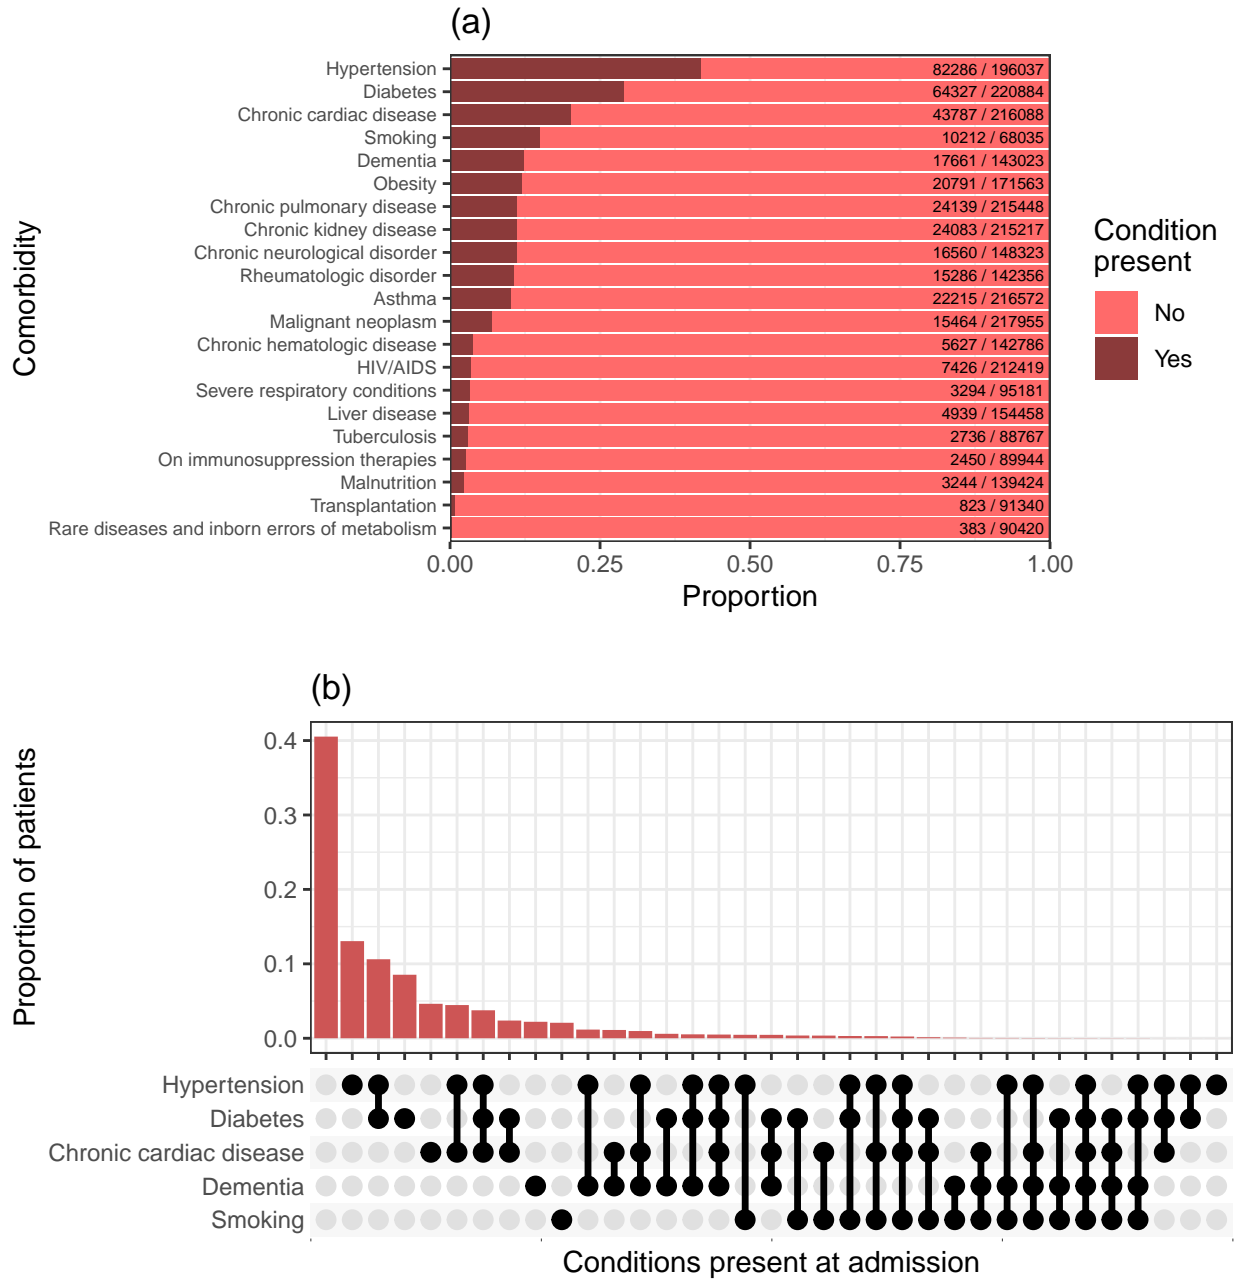 (a)
Comorbidity
Hypertension 82286 / 196037
Diabetes 64327 / 220884
Chronic cardiac disease 43787 / 216088
Smoking 10212 / 68035
Dementia 17661 / 143023
Obesity 20791 / 171563
Chronic pulmonary disease 24139 / 215448
Chronic kidney disease 24083 / 215217
Chronic neurological disorder 16560 / 148323
Rheumatologic disorder 15286 / 142356
Asthma 22215 / 216572
Malignant neoplasm 15464 / 217955
Chronic hematologic disease 5627 / 142786
HIV/AIDS 7426 / 212419
Severe respiratory conditions 3294 / 95181
Liver disease 4939 / 154458
Tuberculosis 2736 / 88767
On immunosuppression therapies 2450 / 89944
Malnutrition 3244 / 139424
Transplantation 823 / 91340
Rare diseases and inborn errors of metabolism 383 / 90420
0.00 0.25 0.50 0.75 1.00
Proportion
Condition
present
No
Yes
(b)
Proportion of patients
0.4
0.3
0.2
0.1
0.0
Hypertension
Diabetes
Chronic cardiac disease
Dementia
Smoking
Conditions present at admission